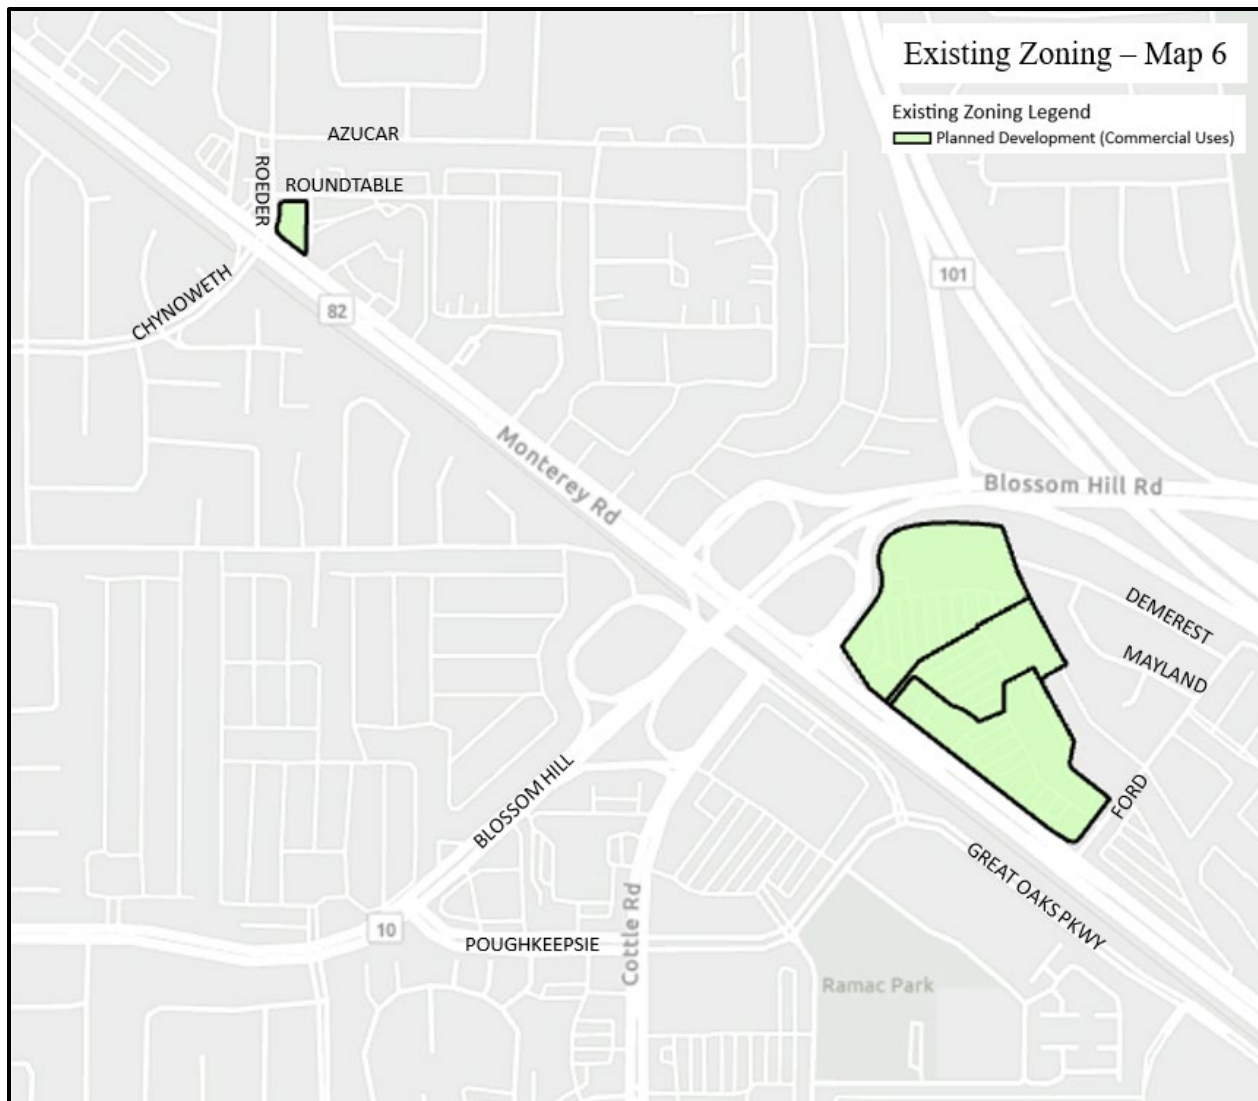 Existing Zoning – Map 6
Existing Zoning Legend
Planned Development (Commercial Uses)
AZUCAR
ROEDER
ROUNDTABLE
CHYNOWETH
82
101
Monterey Rd
Blossom Hill Rd
DEMEREST
MAYLAND
FORD
BLOSSOM HILL
GREAT OAKS PKWY
10
POUGHKEEPSIE
Cottle Rd
Ramac Park